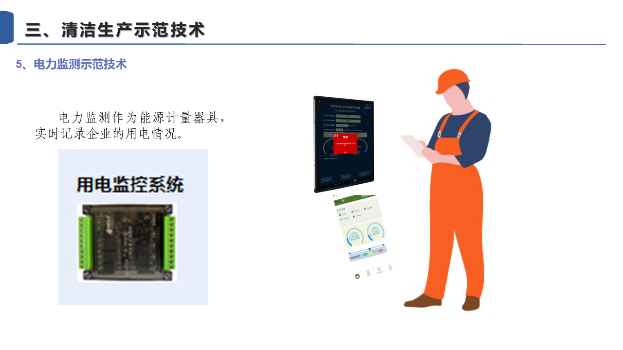 三、清洁生产示范技术
5、电力监测示范技术
电力监测作为能源计量器具，
实时记录企业的用电情况。
用电监控系统